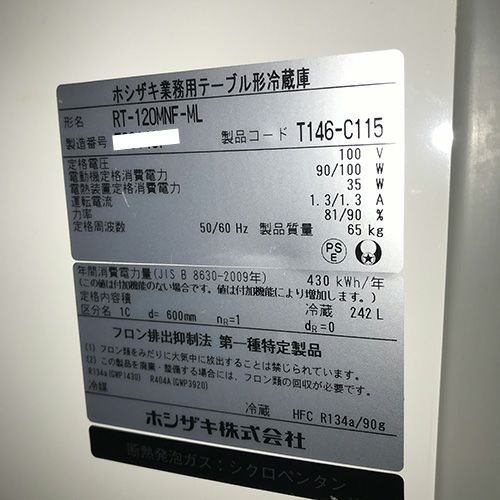 ホシザキ業務用テーブル形冷蔵庫
形名 RT-120MNF-ML
製造番号 製品コード T146-C115
定格電圧 100 V
電動機定格消費電力 90/100 W
電熱装置定格消費電力 35 W
運転電流 1.3/1.3 A
力率 81/90 %
定格周波数 50/60 Hz 製品質量 65 kg
PSE
年間消費電力量(JIS B 8630-2009年) 430 kWh/年
(この値は付加機能のない場合です。値は付加機能により増加します。)
定格内容積 冷蔵 242L
区分名 1C d= 600mm nR=1 dR=0
フロン排出抑制法 第一種特定製品
(1) フロン類をみだりに大気中に放出することは禁じられている。
(2) この製品を廃棄・整備する場合には、フロン類の回収が必要です。
R134a(GWP1430) R404A(GWP3920)
冷媒 冷蔵 HFC R134a/90g
ホシザキ株式会社
断熱発泡ガス：シクロペンタン